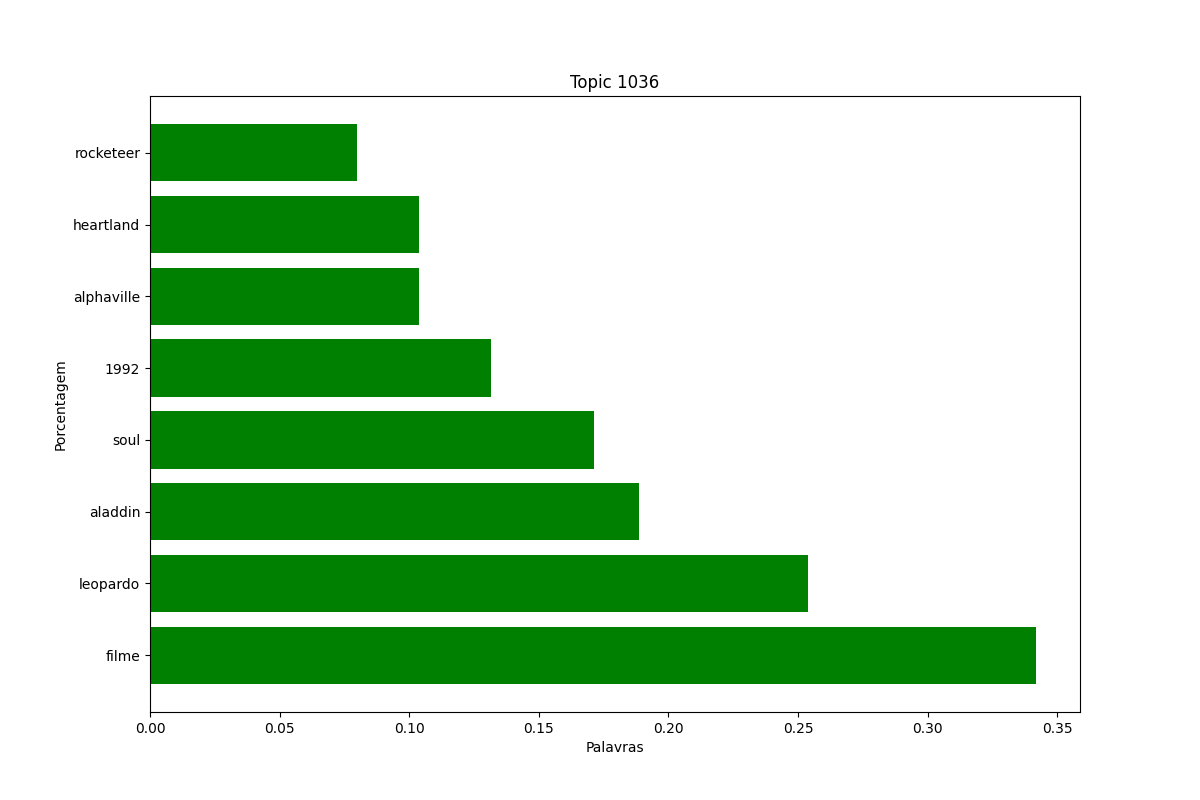 Topic 1036
rocketeer
heartland
alphaville
1992
soul
aladdin
leopardo
filme
Porcentagem
0.00 0.05 0.10 0.15 0.20 0.25 0.30 0.35
Palavras